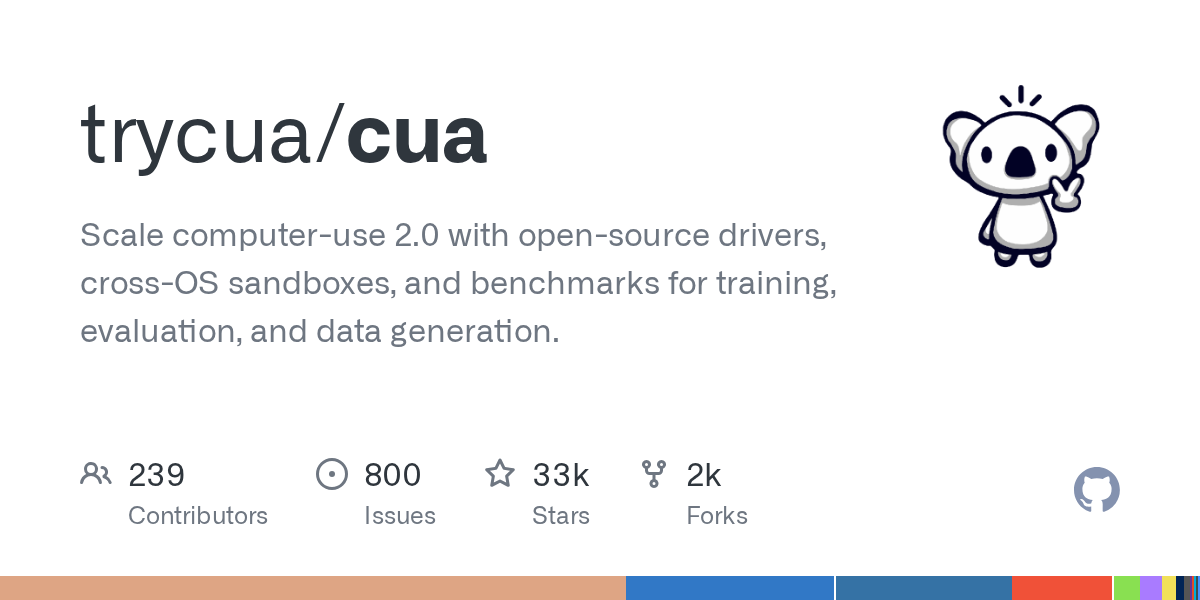 trycua/cua
Scale computer-use 2.0 with open-source drivers,
cross-OS sandboxes, and benchmarks for training,
evaluation, and data generation.
239 800 33k 2k
Contributors Issues Stars Forks